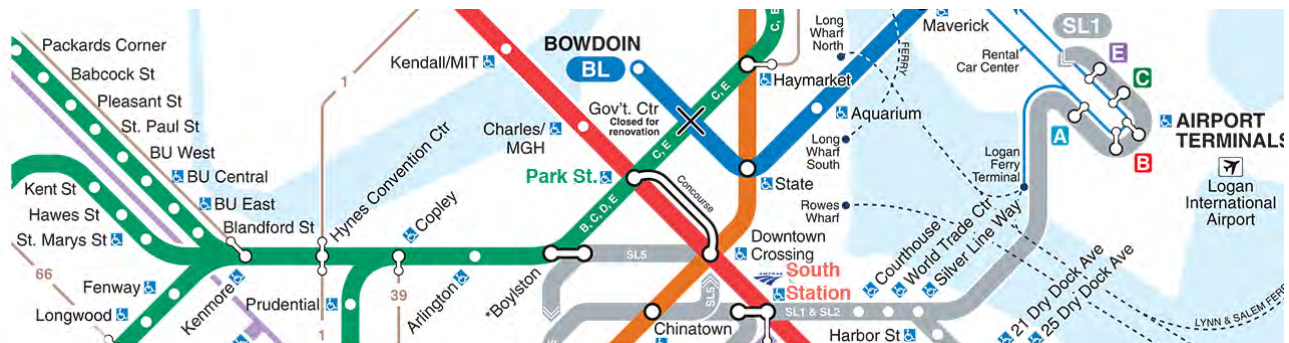 Packards Corner
Babcock St
Pleasant St
St. Paul St
BU West
BU Central
BU East
Blandford St
Kent St
Hawes St
St. Marys St
66
Fenway
Longwood
Kenmore
Prudential
Hynes Convention Ctr
1
1
39
Copley
Arlington
*Boylston
Kendall/MIT
Charles/
MGH
Park St.
BOWDOIN
BL
Gov't. Ctr
Closed for
renovation
C, E
C, E
B, C, D, E
Concourse
SL5
SL5
Haymarket
State
Downtown
Crossing
Chinatown
AMTRAK
South
Station
SL1 & SL2
Long
Wharf
North
FERRY
Maverick
Aquarium
Long
Wharf
South
Rowes
Wharf
Courthouse
World Trade Ctr
Silver Line Way
Harbor St
21 Dry Dock Ave
25 Dry Dock Ave
LYNN & SALEM FERR
Logan
Ferry
Terminal
Rental
Car Center
SL1
E
C
A
B
AIRPORT
TERMINALS
Logan
International
Airport